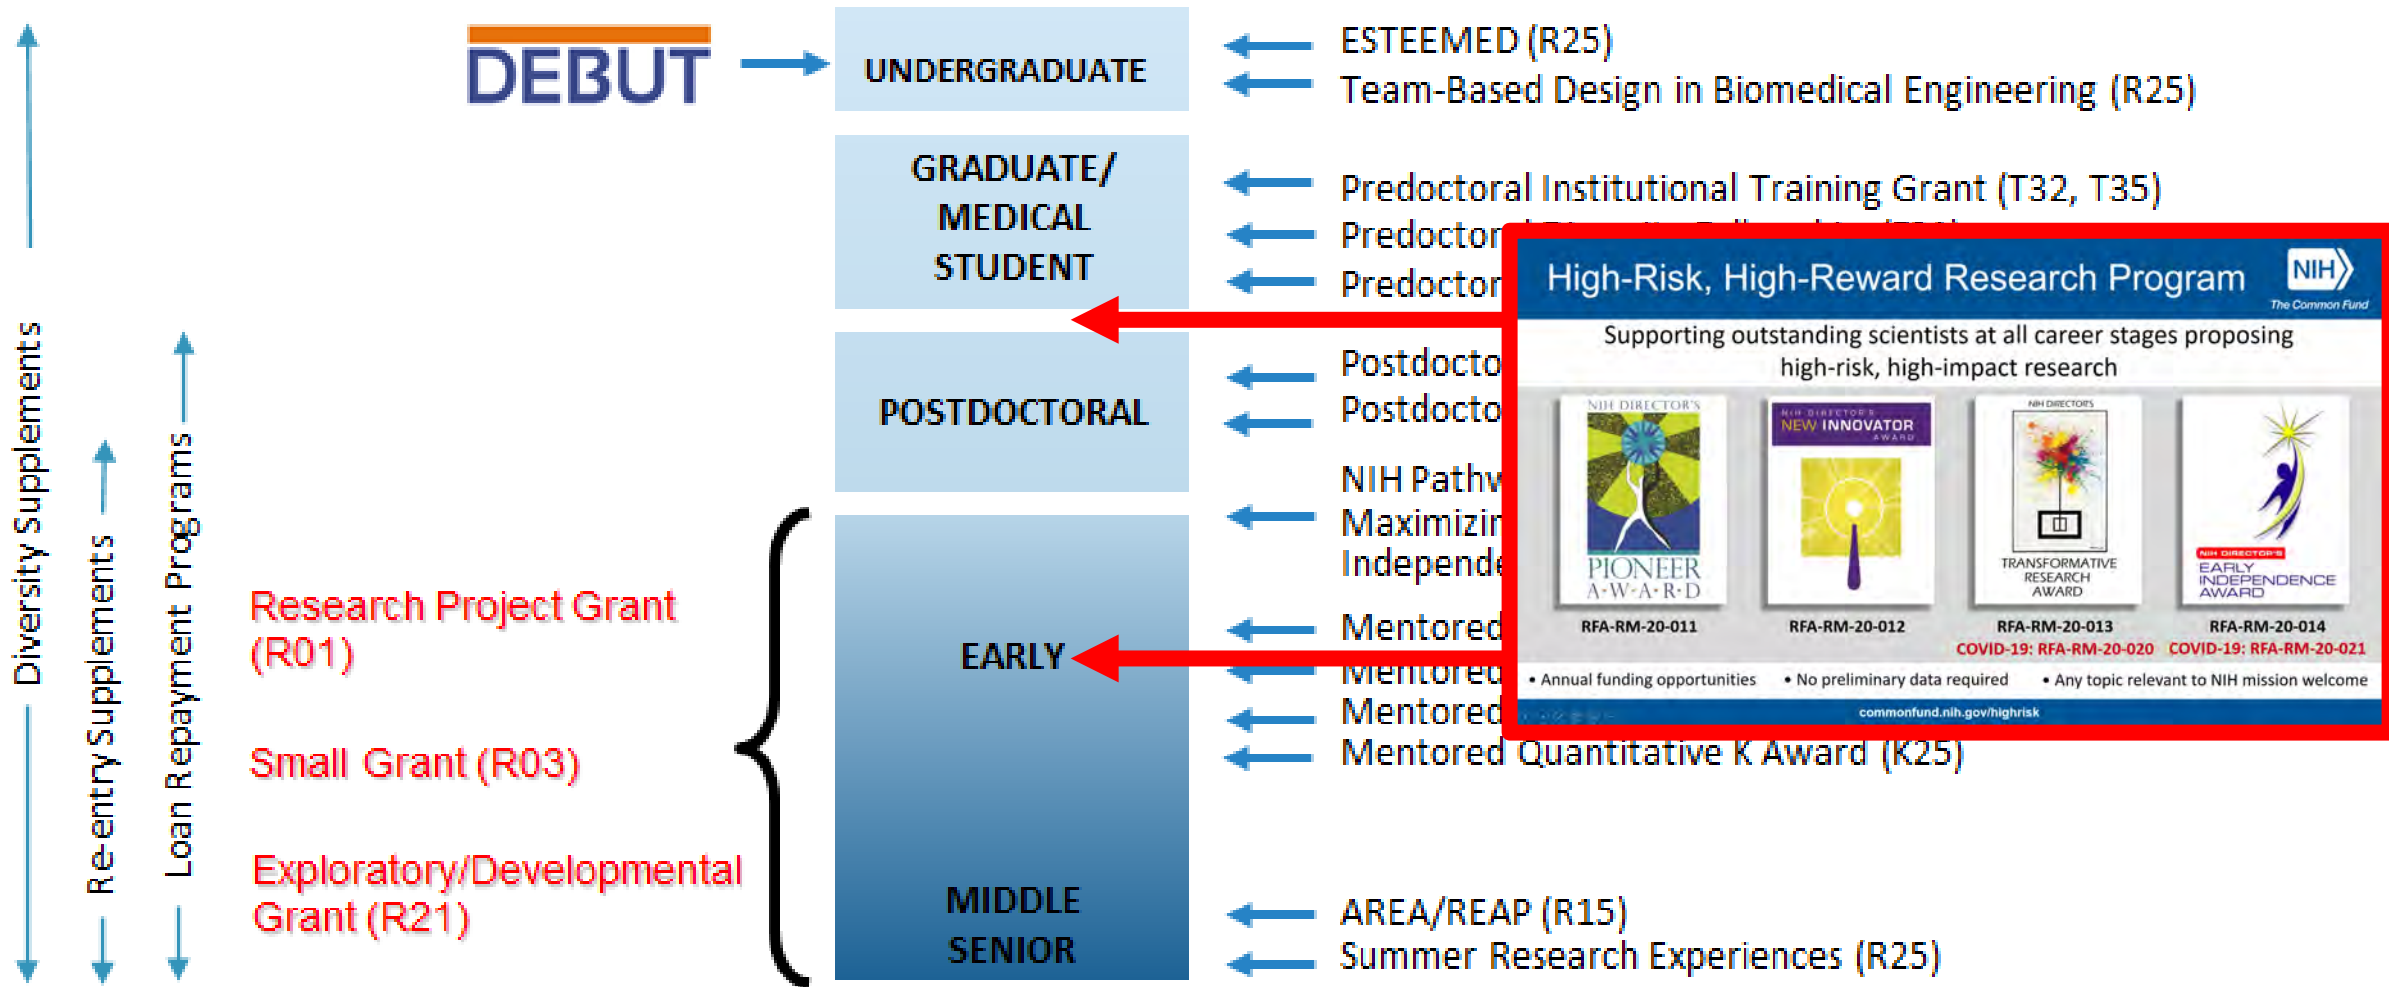 DEBUT
UNDERGRADUATE
ESTEEMED (R25)
Team-Based Design in Biomedical Engineering (R25)
GRADUATE/
MEDICAL
STUDENT
Predoctoral Institutional Training Grant (T32, T35)
Predoctor
Predoctor
POSTDOCTORAL
Postdocto
Postdocto
NIH Pathw
Maximizin
Independe
EARLY
Mentored
Mentored
Mentored
Mentored Quantitative K Award (K25)
MIDDLE
SENIOR
AREA/REAP (R15)
Summer Research Experiences (R25)
Diversity Supplements
Re-entry Supplements
Loan Repayment Programs
Research Project Grant
(R01)
Small Grant (R03)
Exploratory/Developmental
Grant (R21)
High-Risk, High-Reward Research Program
NIH
The Common Fund
Supporting outstanding scientists at all career stages proposing
high-risk, high-impact research
NIH DIRECTOR'S
PIONEER
A·W·A·R·D
RFA-RM-20-011
NIH DIRECTOR'S
NEW INNOVATOR
AWARD
RFA-RM-20-012
NIH DIRECTOR'S
TRANSFORMATIVE
RESEARCH
AWARD
RFA-RM-20-013
COVID-19: RFA-RM-20-020
NIH DIRECTOR'S
EARLY
INDEPENDENCE
AWARD
RFA-RM-20-014
COVID-19: RFA-RM-20-021
• Annual funding opportunities
• No preliminary data required
• Any topic relevant to NIH mission welcome
commonfund.nih.gov/highrisk